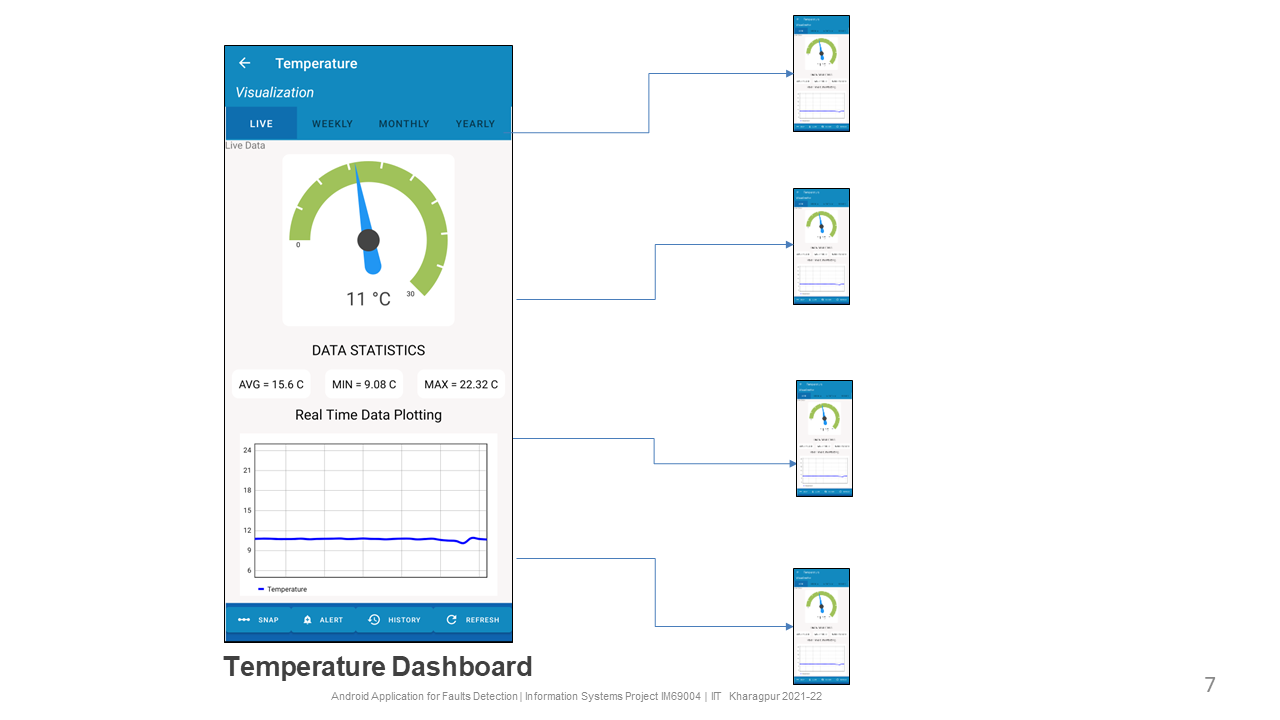 Temperature
Visualization
LIVE WEEKLY MONTHLY YEARLY
Live Data
0
30
11 °C
DATA STATISTICS
AVG = 15.6 C MIN = 9.08 C MAX = 22.32 C
Real Time Data Plotting
24
21
18
15
12
9
6
Temperature
SNAP ALERT HISTORY REFRESH
Temperature Dashboard
Android Application for Faults Detection | Information Systems Project IM69004 | IIT Kharagpur 2021-22
7